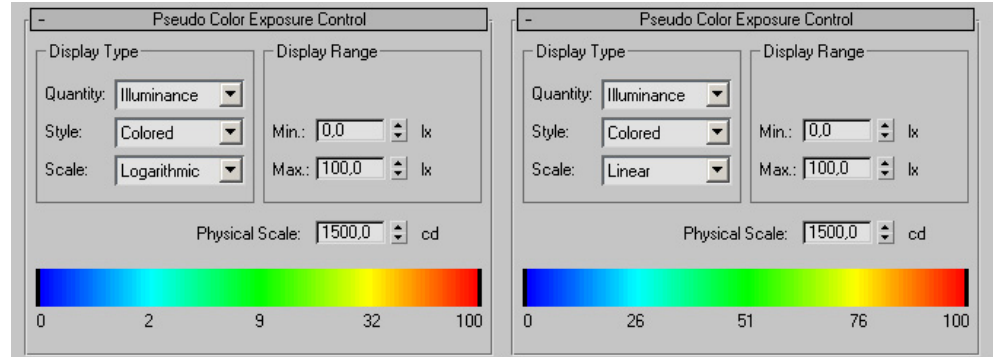 - Pseudo Color Exposure Control
Display Type Display Range
Quantity: Illuminance
Style: Colored Min.: 0,0 lx
Scale: Logarithmic Max.: 100,0 lx
Physical Scale: 1500,0 cd
0 2 9 32 100
- Pseudo Color Exposure Control
Display Type Display Range
Quantity: Illuminance
Style: Colored Min.: 0,0 lx
Scale: Linear Max.: 100,0 lx
Physical Scale: 1500,0 cd
0 26 51 76 100